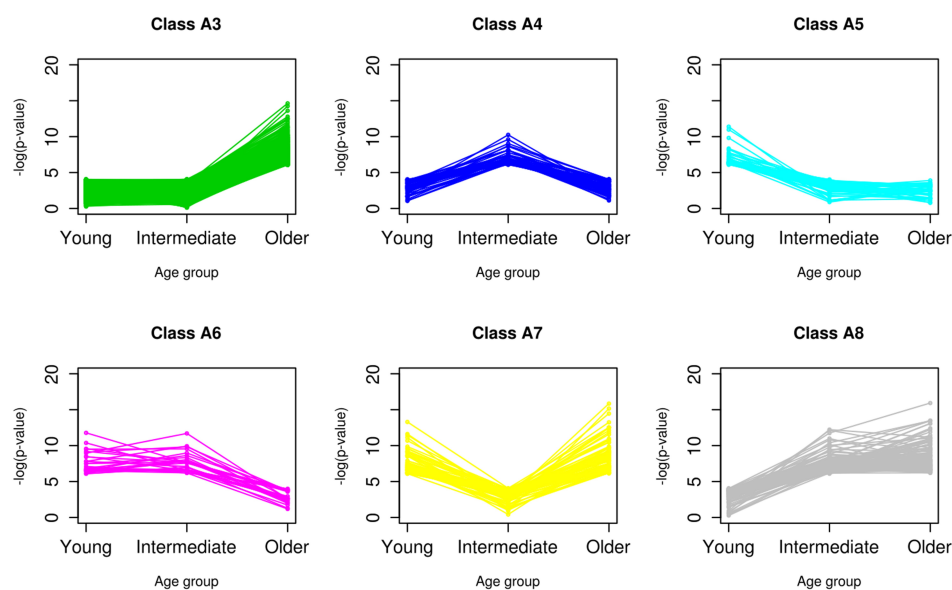 Class A3
Class A4
Class A5
-log(p-value)
0 5 10 20
Young Intermediate Older
Age group
-log(p-value)
0 5 10 20
Young Intermediate Older
Age group
-log(p-value)
0 5 10 20
Young Intermediate Older
Age group
Class A6
Class A7
Class A8
-log(p-value)
0 5 10 20
Young Intermediate Older
Age group
-log(p-value)
0 5 10 20
Young Intermediate Older
Age group
-log(p-value)
0 5 10 20
Young Intermediate Older
Age group